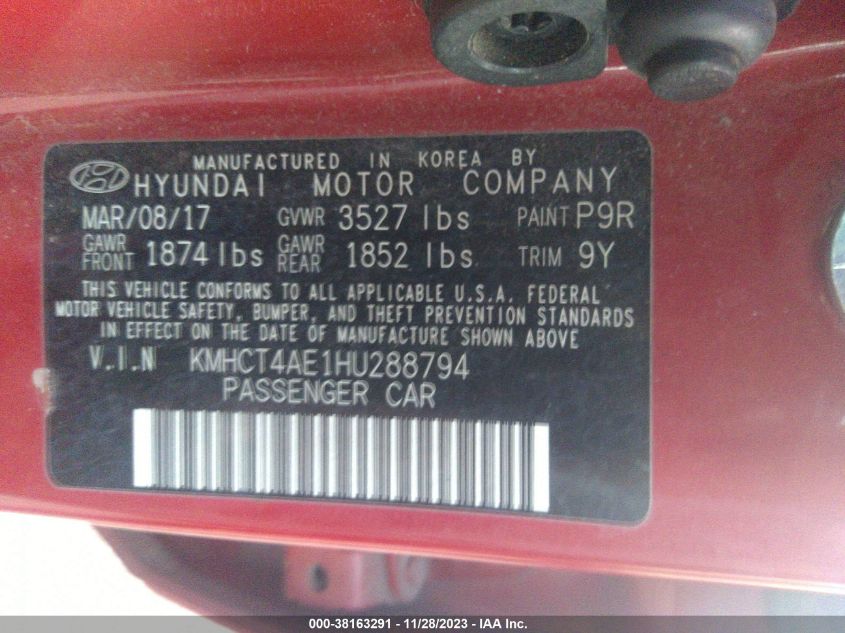 MANUFACTURED IN KOREA BY
HYUNDAI MOTOR COMPANY
MAR/08/17 GVWR 3527 lbs PAINT P9R
GAWR FRONT 1874 lbs GAWR REAR 1852 lbs TRIM 9Y
THIS VEHICLE CONFORMS TO ALL APPLICABLE U.S.A. FEDERAL
MOTOR VEHICLE SAFETY, BUMPER, AND THEFT PREVENTION STANDARDS
IN EFFECT ON THE DATE OF MANUFACTURE SHOWN ABOVE
V.I.N KMHCT4AE1HU288794
PASSENGER CAR
000-38163291 - 11/28/2023 - IAA Inc.